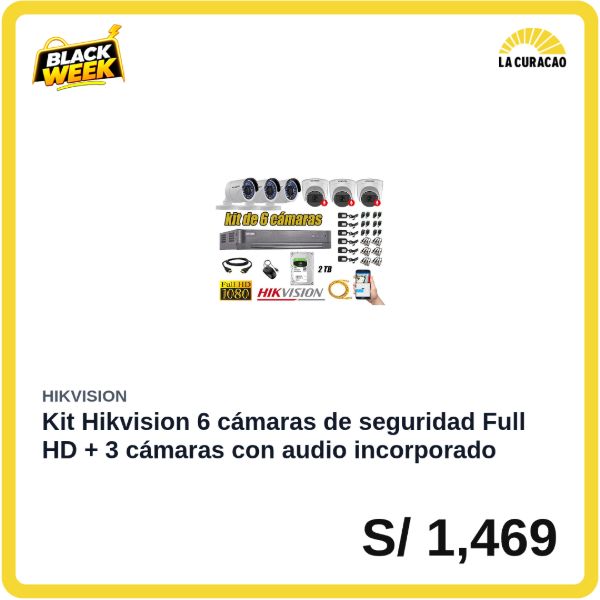 BLACK
WEEK
LA CURACAO
kit de 6 cámaras
2 TB
Full HD
1080
HIKVISION
HIKVISION
Kit Hikvision 6 cámaras de seguridad Full
HD + 3 cámaras con audio incorporado
S/ 1,469